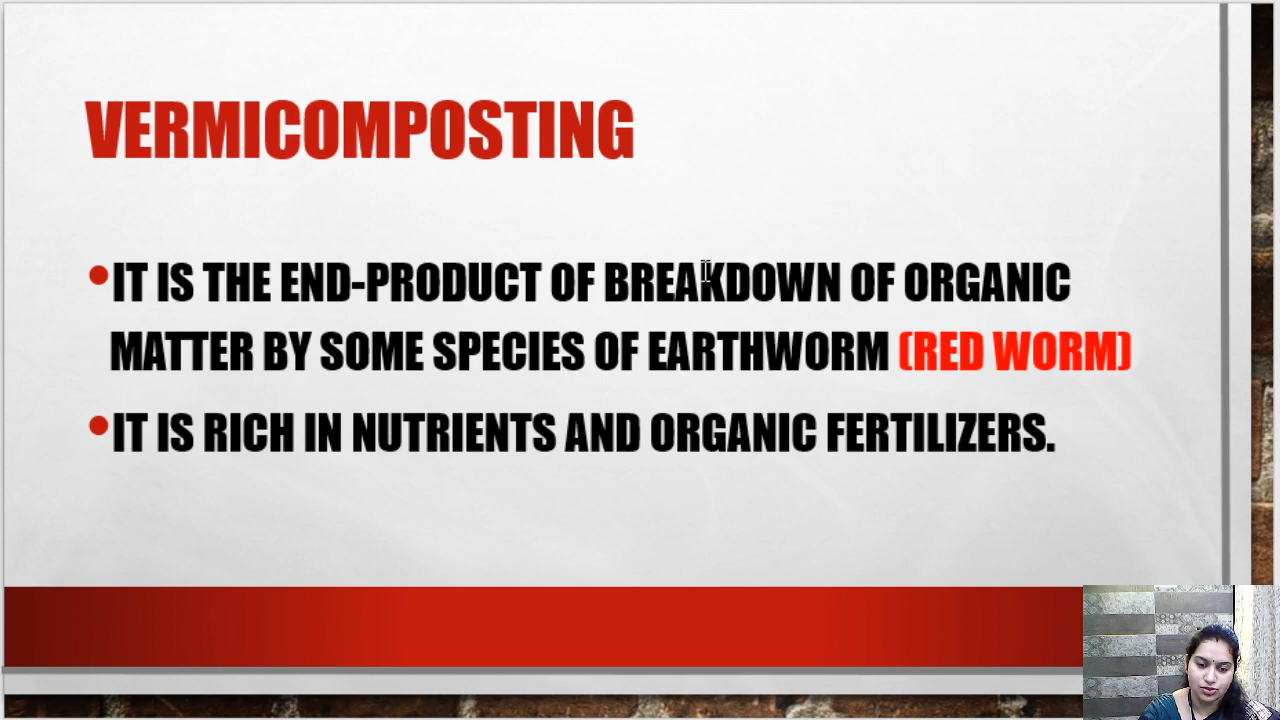 VERMICOMPOSTING
•IT IS THE END-PRODUCT OF BREAKDOWN OF ORGANIC
MATTER BY SOME SPECIES OF EARTHWORM (RED WORM)
•IT IS RICH IN NUTRIENTS AND ORGANIC FERTILIZERS.